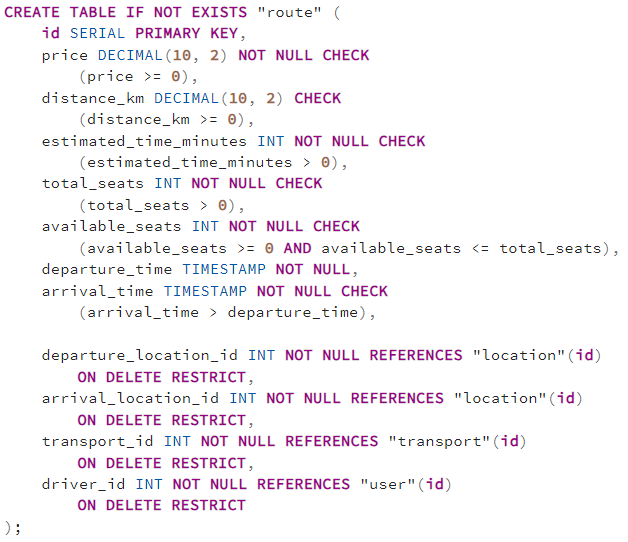 CREATE TABLE IF NOT EXISTS "route" (
    id SERIAL PRIMARY KEY,
    price DECIMAL(10, 2) NOT NULL CHECK
        (price >= 0),
    distance_km DECIMAL(10, 2) CHECK
        (distance_km >= 0),
    estimated_time_minutes INT NOT NULL CHECK
        (estimated_time_minutes > 0),
    total_seats INT NOT NULL CHECK
        (total_seats > 0),
    available_seats INT NOT NULL CHECK
        (available_seats >= 0 AND available_seats <= total_seats),
    departure_time TIMESTAMP NOT NULL,
    arrival_time TIMESTAMP NOT NULL CHECK
        (arrival_time > departure_time),

    departure_location_id INT NOT NULL REFERENCES "location"(id)
        ON DELETE RESTRICT,
    arrival_location_id INT NOT NULL REFERENCES "location"(id)
        ON DELETE RESTRICT,
    transport_id INT NOT NULL REFERENCES "transport"(id)
        ON DELETE RESTRICT,
    driver_id INT NOT NULL REFERENCES "user"(id)
        ON DELETE RESTRICT
);